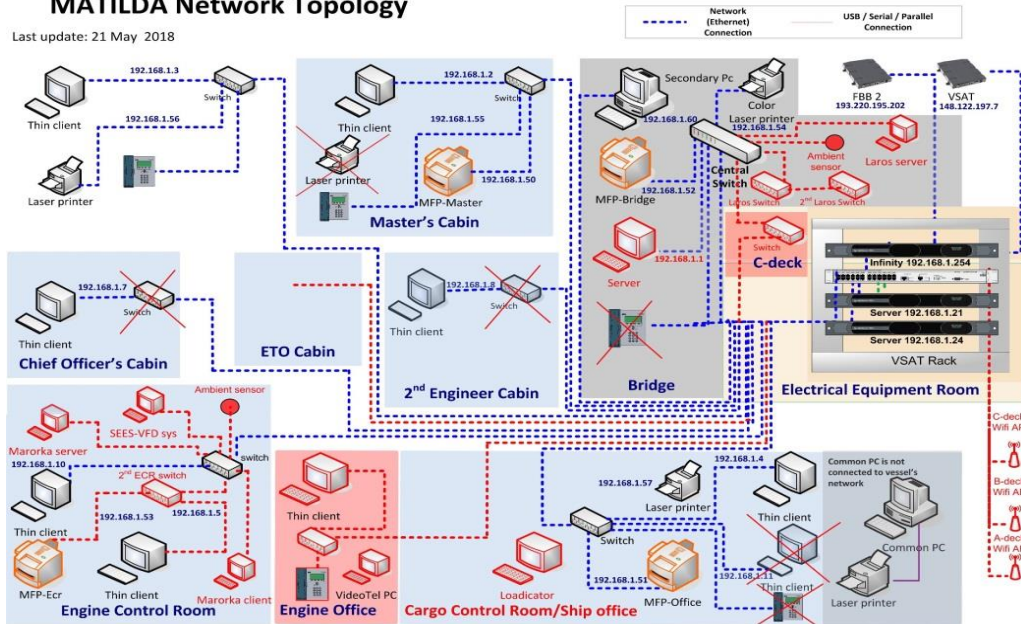 MATILDA Network Topology
Last update: 21 May 2018
Network
(Ethernet)
Connection
USB / Serial / Parallel
Connection
192.168.1.3
Switch
Thin client
192.168.1.56
Laser printer
192.168.1.2
Switch
Thin client
192.168.1.55
Laser printer
192.168.1.50
MFP-Master
Master's Cabin
Secondary Pc
192.168.1.60
Color
Laser printer
192.168.1.54
MFP-Bridge
192.168.1.52
Central
Switch
Ambient
sensor
Laros server
Laros Switch
2nd Laros Switch
192.168.1.1
Server
Bridge
Switch
C-deck
FBB 2
193.220.195.202
VSAT
148.122.197.7
Infinity 192.168.1.254
Server 192.168.1.21
Server 192.168.1.24
VSAT Rack
Electrical Equipment Room
192.168.1.7
Switch
Thin client
Chief Officer's Cabin
ETO Cabin
192.168.1.8
Switch
Thin client
2nd Engineer Cabin
C-deck
Wifi AP
B-deck
Wifi AP
A-deck
Wifi AP
Ambient sensor
SEES-VFD sys
Marorka server
switch
192.168.1.10
2nd ECR switch
Thin client
192.168.1.53
192.168.1.5
MFP-Ecr
Thin client
Marorka client
Engine Control Room
Thin client
VideoTel PC
Engine Office
192.168.1.4
192.168.1.57
Laser printer
Thin client
Switch
Loadicator
192.168.1.51
MFP-Office
192.168.1.11
Thin client
Cargo Control Room/Ship office
Common PC is not
connected to vessel's
network
Common PC
Laser printer